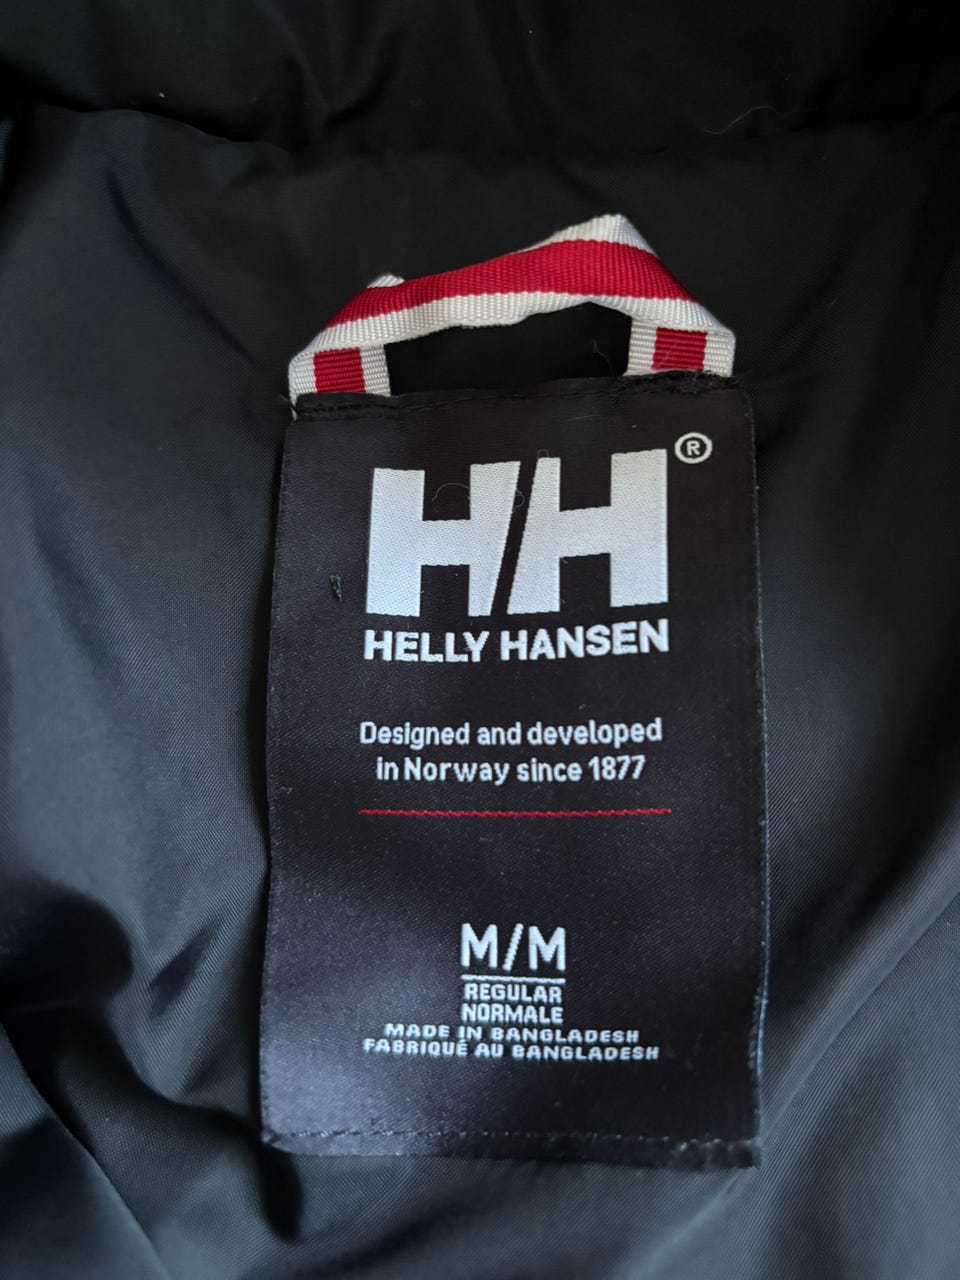 HH®
HELLY HANSEN
Designed and developed
in Norway since 1877
M/M
REGULAR
NORMALE
MADE IN BANGLADESH
FABRIQUÉ AU BANGLADESH